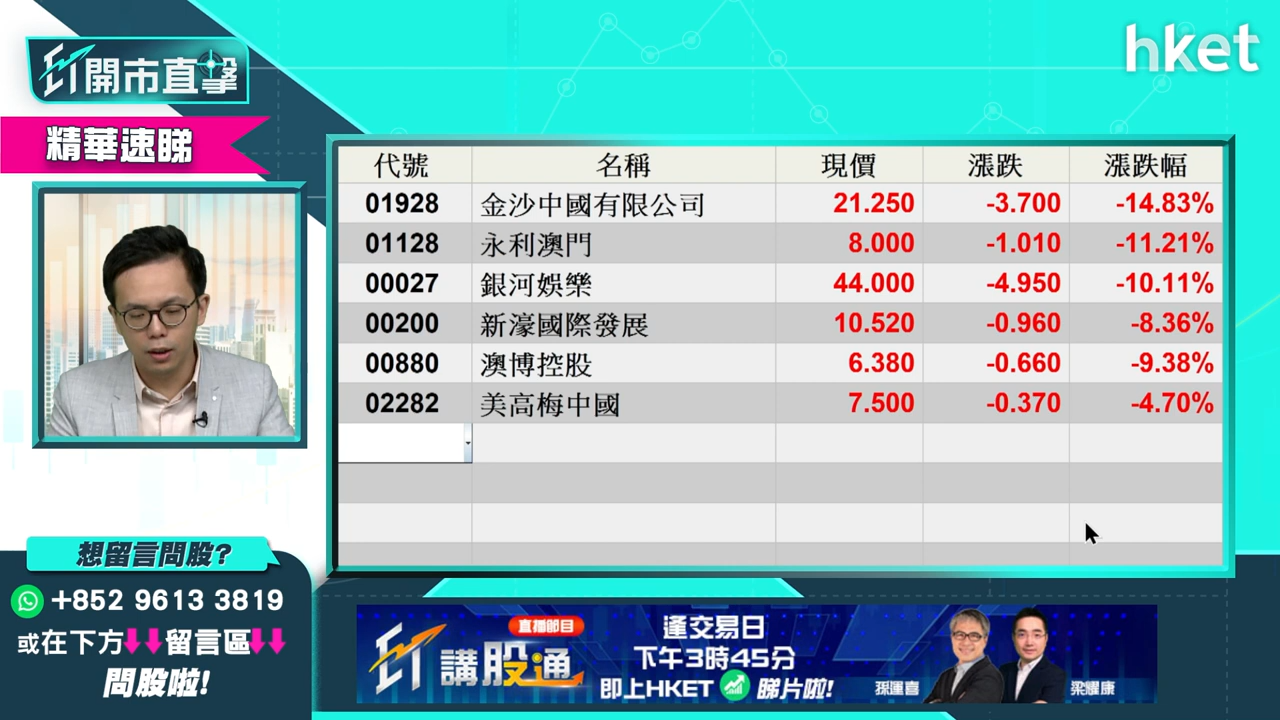 ET開市直擊
hket
精華速睇
代號 名稱 現價 漲跌 漲跌幅
01928 金沙中國有限公司 21.250 -3.700 -14.83%
01128 永利澳門 8.000 -1.010 -11.21%
00027 銀河娛樂 44.000 -4.950 -10.11%
00200 新濠國際發展 10.520 -0.960 -8.36%
00880 澳博控股 6.380 -0.660 -9.38%
02282 美高梅中國 7.500 -0.370 -4.70%
想留言問股?
+852 9613 3819
或在下方⬇⬇留言區⬇⬇
問股啦!
直播節目
ET講股通
逢交易日
下午3時45分
即上HKET 睇片啦!
孫運喜
梁耀康